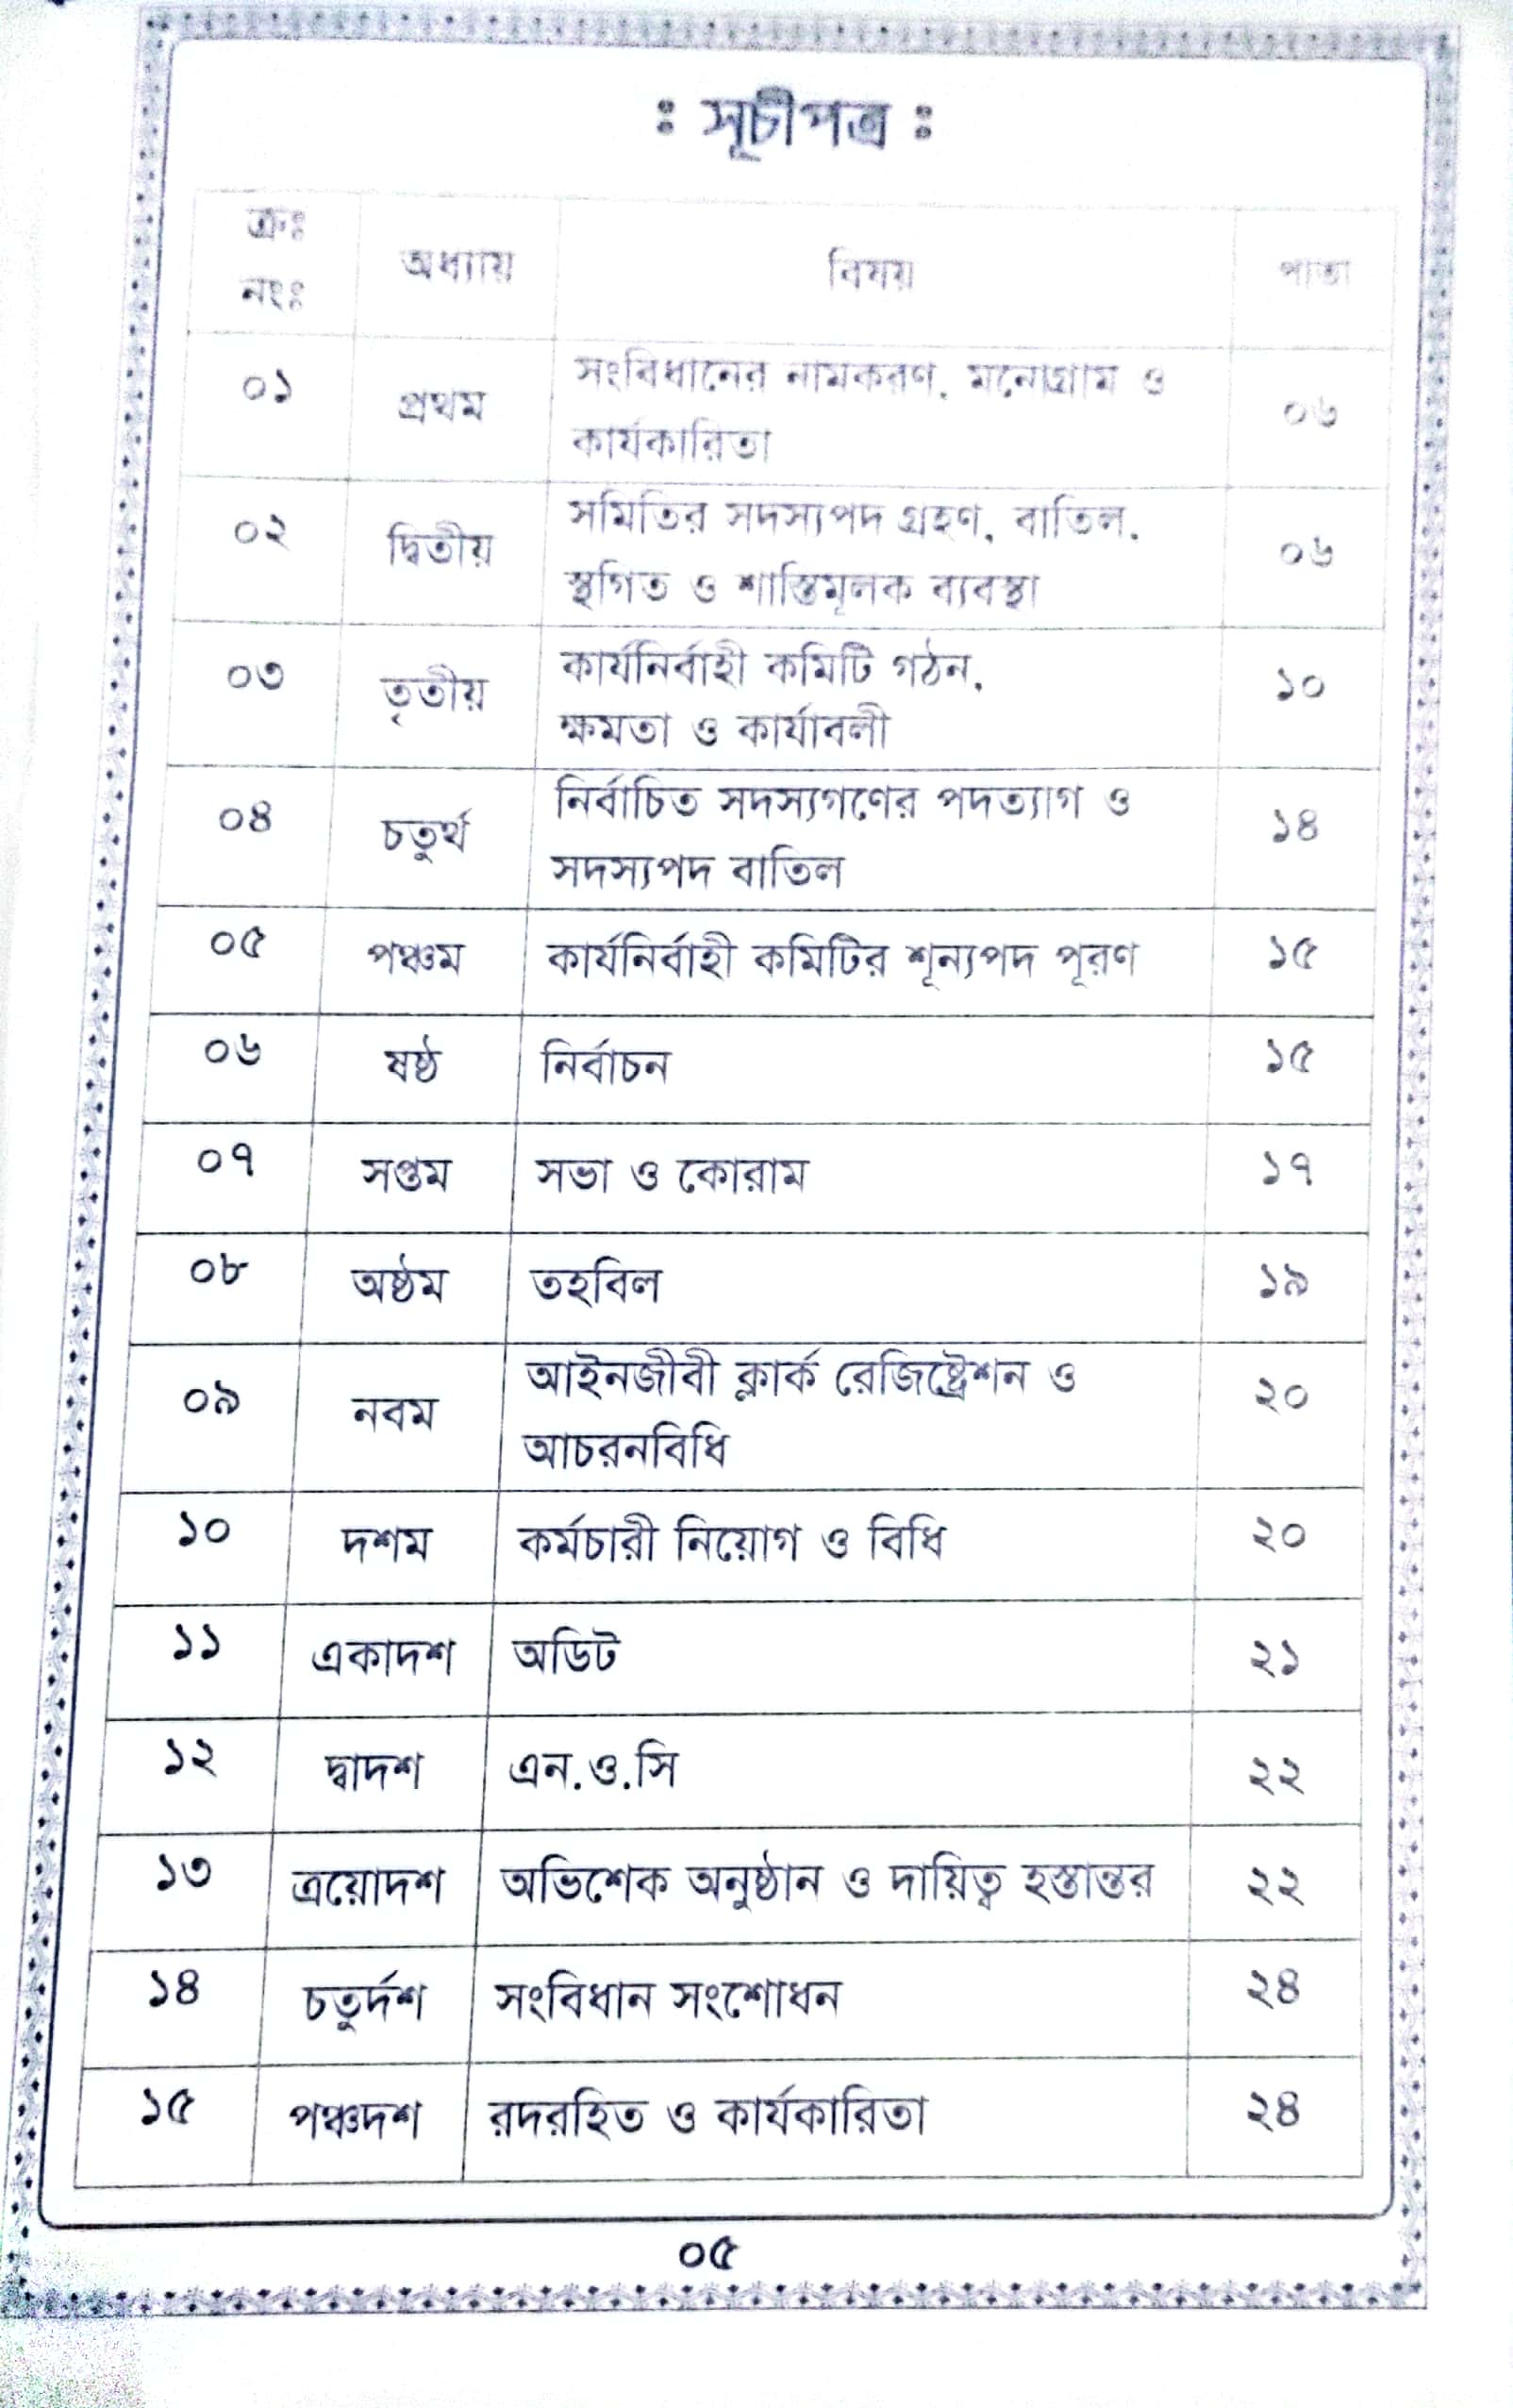 ঃ সূচীপত্র ঃ
ক্রঃ নংঃ অধ্যায় বিষয় পাতা
০১ প্রথম সংবিধানের নামকরণ, মনোগ্রাম ও ০৬
কার্যকারিতা
০২ দ্বিতীয় সমিতির সদস্যপদ গ্রহণ, বাতিল, ০৬
স্থগিত ও শাস্তিমূলক ব্যবস্থা
০৩ তৃতীয় কার্যনির্বাহী কমিটি গঠন, ১০
ক্ষমতা ও কার্যাবলী
০৪ চতুর্থ নির্বাচিত সদস্যগণের পদত্যাগ ও ১৪
সদস্যপদ বাতিল
০৫ পঞ্চম কার্যনির্বাহী কমিটির শূন্যপদ পূরণ ১৫
০৬ ষষ্ঠ নির্বাচন ১৫
০৭ সপ্তম সভা ও কোরাম ১৭
০৮ অষ্ঠম তহবিল ১৯
০৯ নবম আইনজীবী ক্লার্ক রেজিষ্ট্রেশন ও ২০
আচরনবিধি
১০ দশম কর্মচারী নিয়োগ ও বিধি ২০
১১ একাদশ অডিট ২১
১২ দ্বাদশ এন.ও.সি ২২
১৩ ত্রয়োদশ অভিশেক অনুষ্ঠান ও দায়িত্ব হস্তান্তর ২২
১৪ চতুর্দশ সংবিধান সংশোধন ২৪
১৫ পঞ্চদশ রদরহিত ও কার্যকারিতা ২৪
০৫